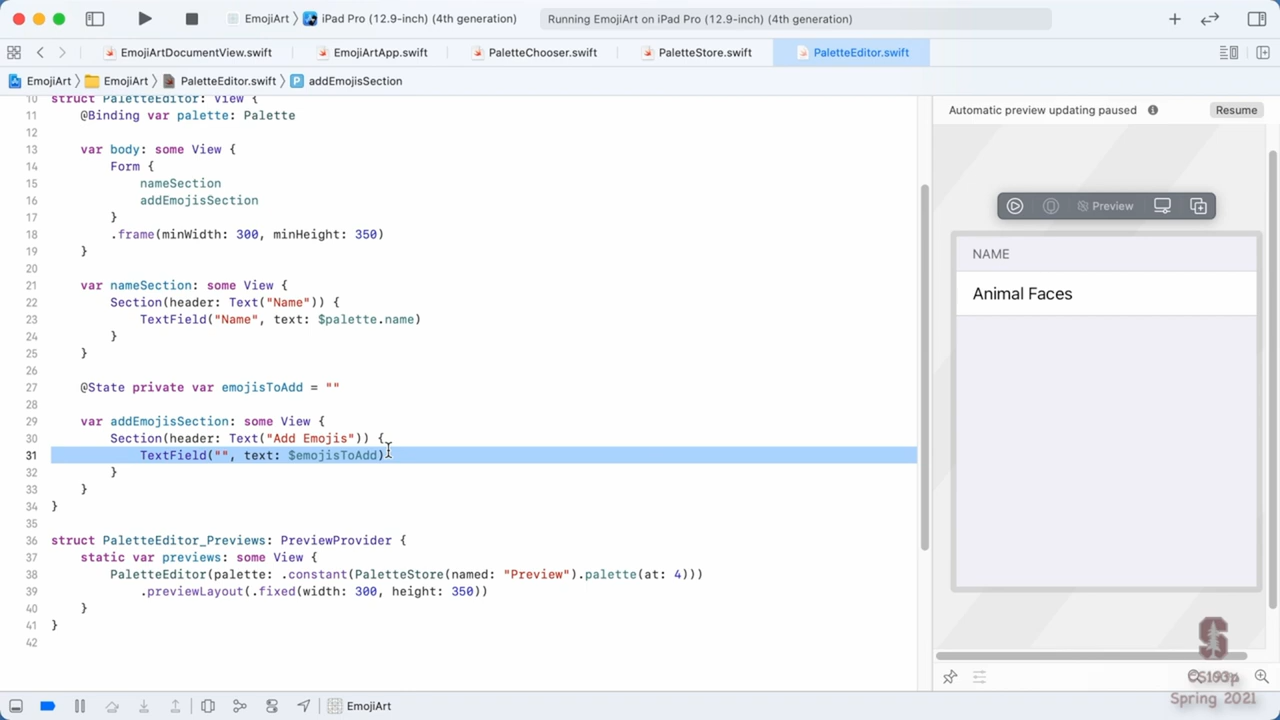 EmojiArt 〉 iPad Pro (12.9-inch) (4th generation)
Running EmojiArt on iPad Pro (12.9-inch) (4th generation)
EmojiArtDocumentView.swift
EmojiArtApp.swift
PaletteChooser.swift
PaletteStore.swift
PaletteEditor.swift
EmojiArt 〉 EmojiArt 〉 PaletteEditor.swift 〉 P addEmojisSection
10 struct PaletteEditor: View {
11 @Binding var palette: Palette
12
13 var body: some View {
14 Form {
15 nameSection
16 addEmojisSection
17 }
18 .frame(minWidth: 300, minHeight: 350)
19 }
20
21 var nameSection: some View {
22 Section(header: Text("Name")) {
23 TextField("Name", text: $palette.name)
24 }
25 }
26
27 @State private var emojisToAdd = ""
28
29 var addEmojisSection: some View {
30 Section(header: Text("Add Emojis")) {
31 TextField("", text: $emojisToAdd)
32 }
33 }
34 }
35
36 struct PaletteEditor_Previews: PreviewProvider {
37 static var previews: some View {
38 PaletteEditor(palette: .constant(PaletteStore(named: "Preview").palette(at: 4)))
39 .previewLayout(.fixed(width: 300, height: 350))
40 }
41 }
42
Automatic preview updating paused
Resume
Preview
NAME
Animal Faces
S
CS193p
Spring 2021
EmojiArt